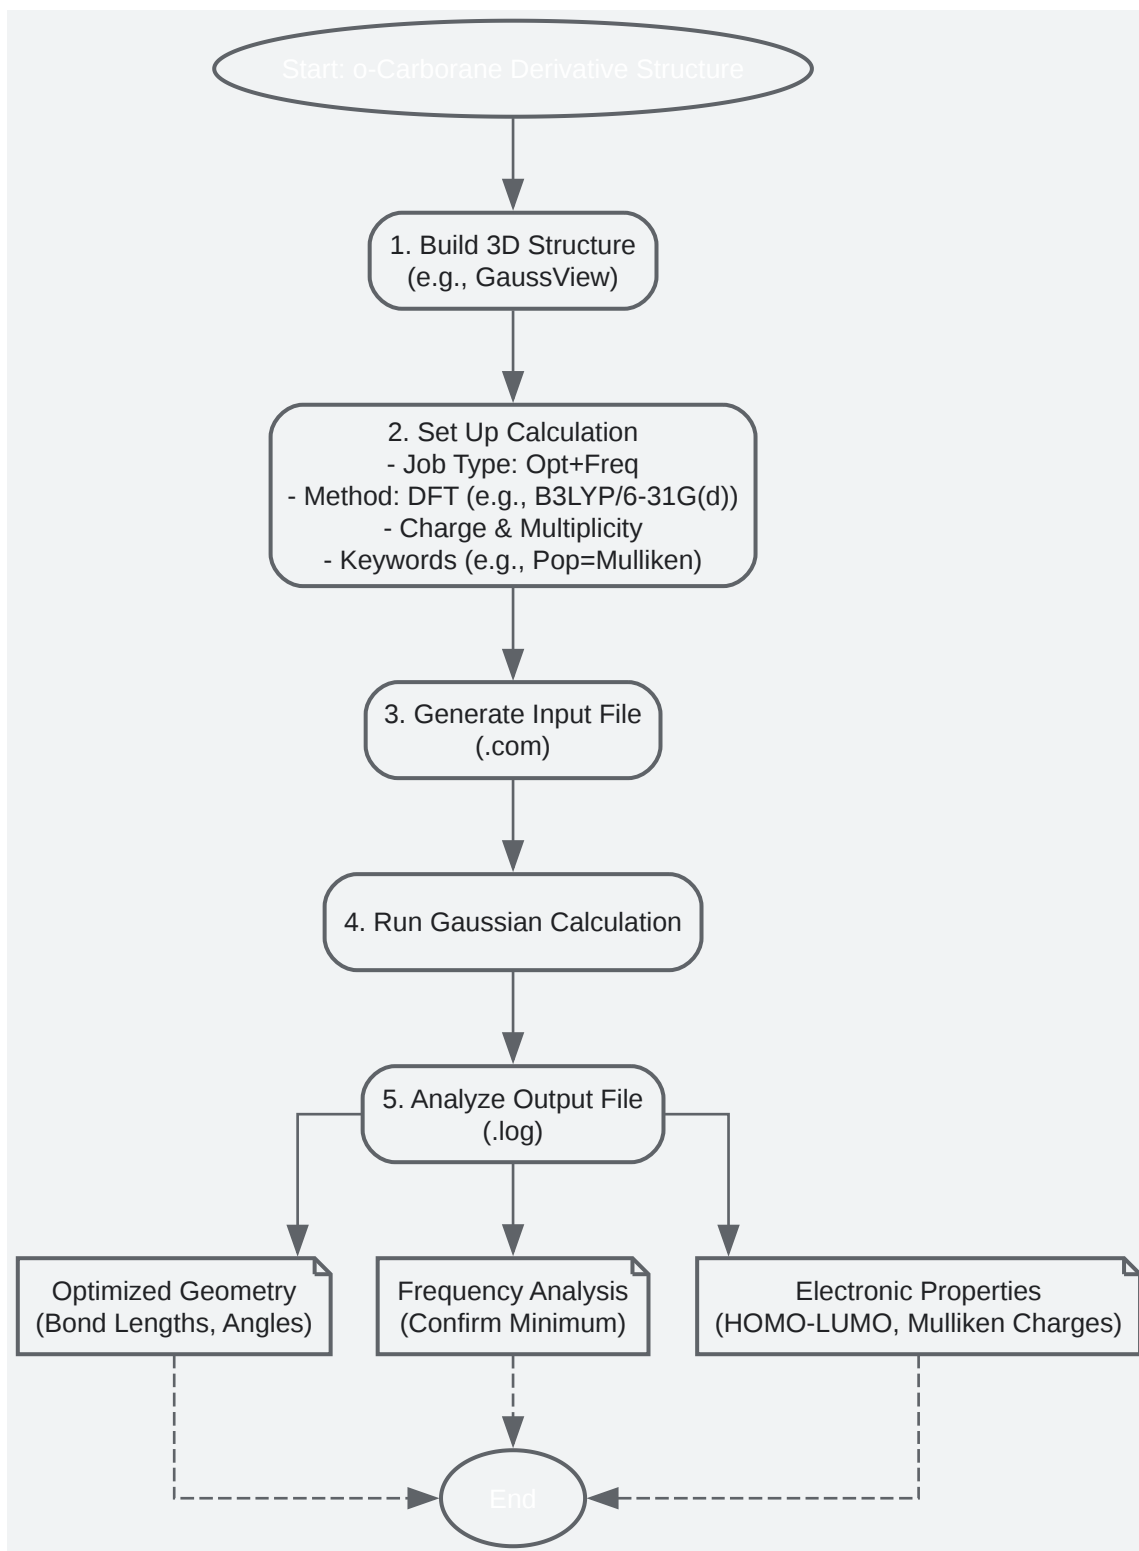 Start: o-Carborane Derivative Structure
1. Build 3D Structure
(e.g., GaussView)
2. Set Up Calculation
- Job Type: Opt+Freq
- Method: DFT (e.g., B3LYP/6-31G(d))
- Charge & Multiplicity
- Keywords (e.g., Pop=Mulliken)
3. Generate Input File
(.com)
4. Run Gaussian Calculation
5. Analyze Output File
(.log)
Optimized Geometry
(Bond Lengths, Angles)
Frequency Analysis
(Confirm Minimum)
Electronic Properties
(HOMO-LUMO, Mulliken Charges)
End